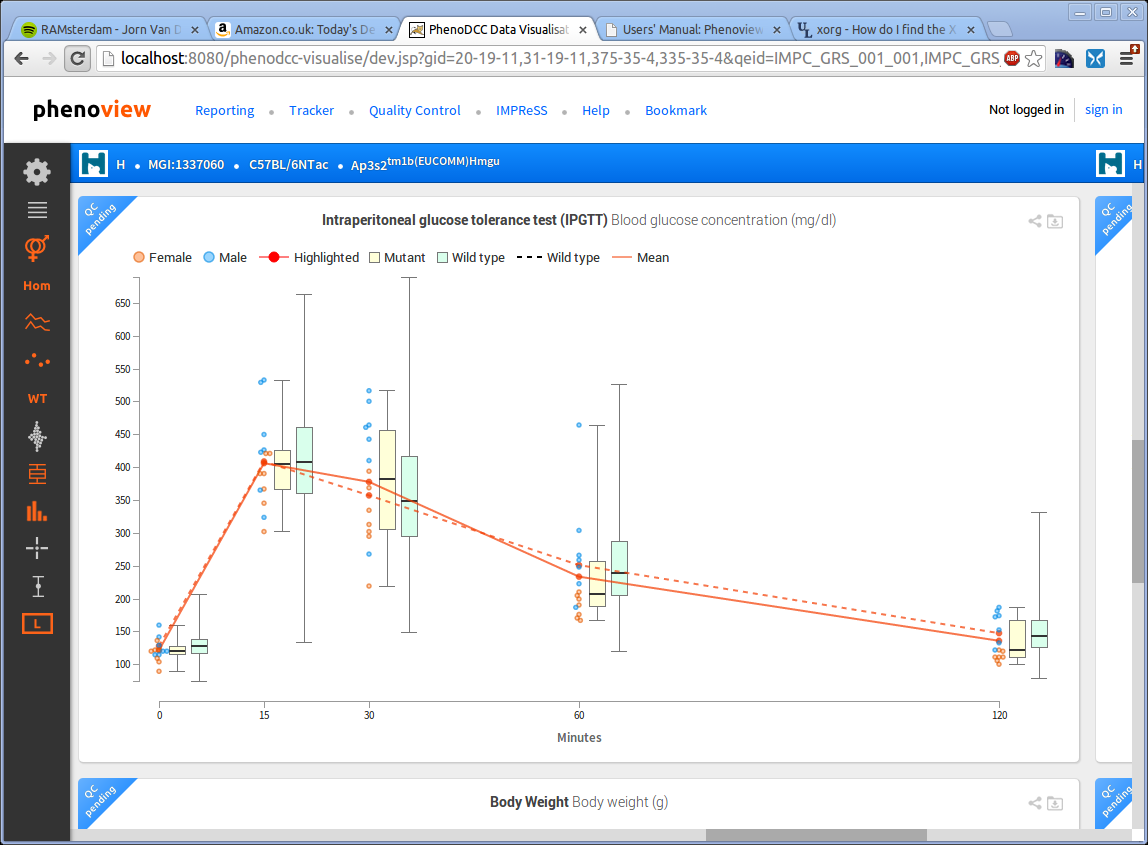 RAMsterdam - Jorn Van D
Amazon.co.uk: Today's De
PhenoDCC Data Visualisat
Users' Manual: Phenoview
xorg - How do I find the X
localhost:8080/phenodcc-visualise/dev.jsp?gid=20-19-11,31-19-11,375-35-4,335-35-4&qeid=IMPC_GRS_001_001,IMPC_GRS_
ABP
phenoview
Reporting • Tracker • Quality Control • IMPReSS • Help • Bookmark
Not logged in
sign in
H • MGI:1337060 • C57BL/6NTac • Ap3s2tm1b(EUCOMM)Hmgu
H
QC pending
Intraperitoneal glucose tolerance test (IPGTT) Blood glucose concentration (mg/dl)
QC pending
Female Male Highlighted Mutant Wild type Wild type Mean
Hom
WT
L
650
600
550
500
450
400
350
300
250
200
150
100
0 15 30 60 120
Minutes
QC pending
Body Weight Body weight (g)
QC pending